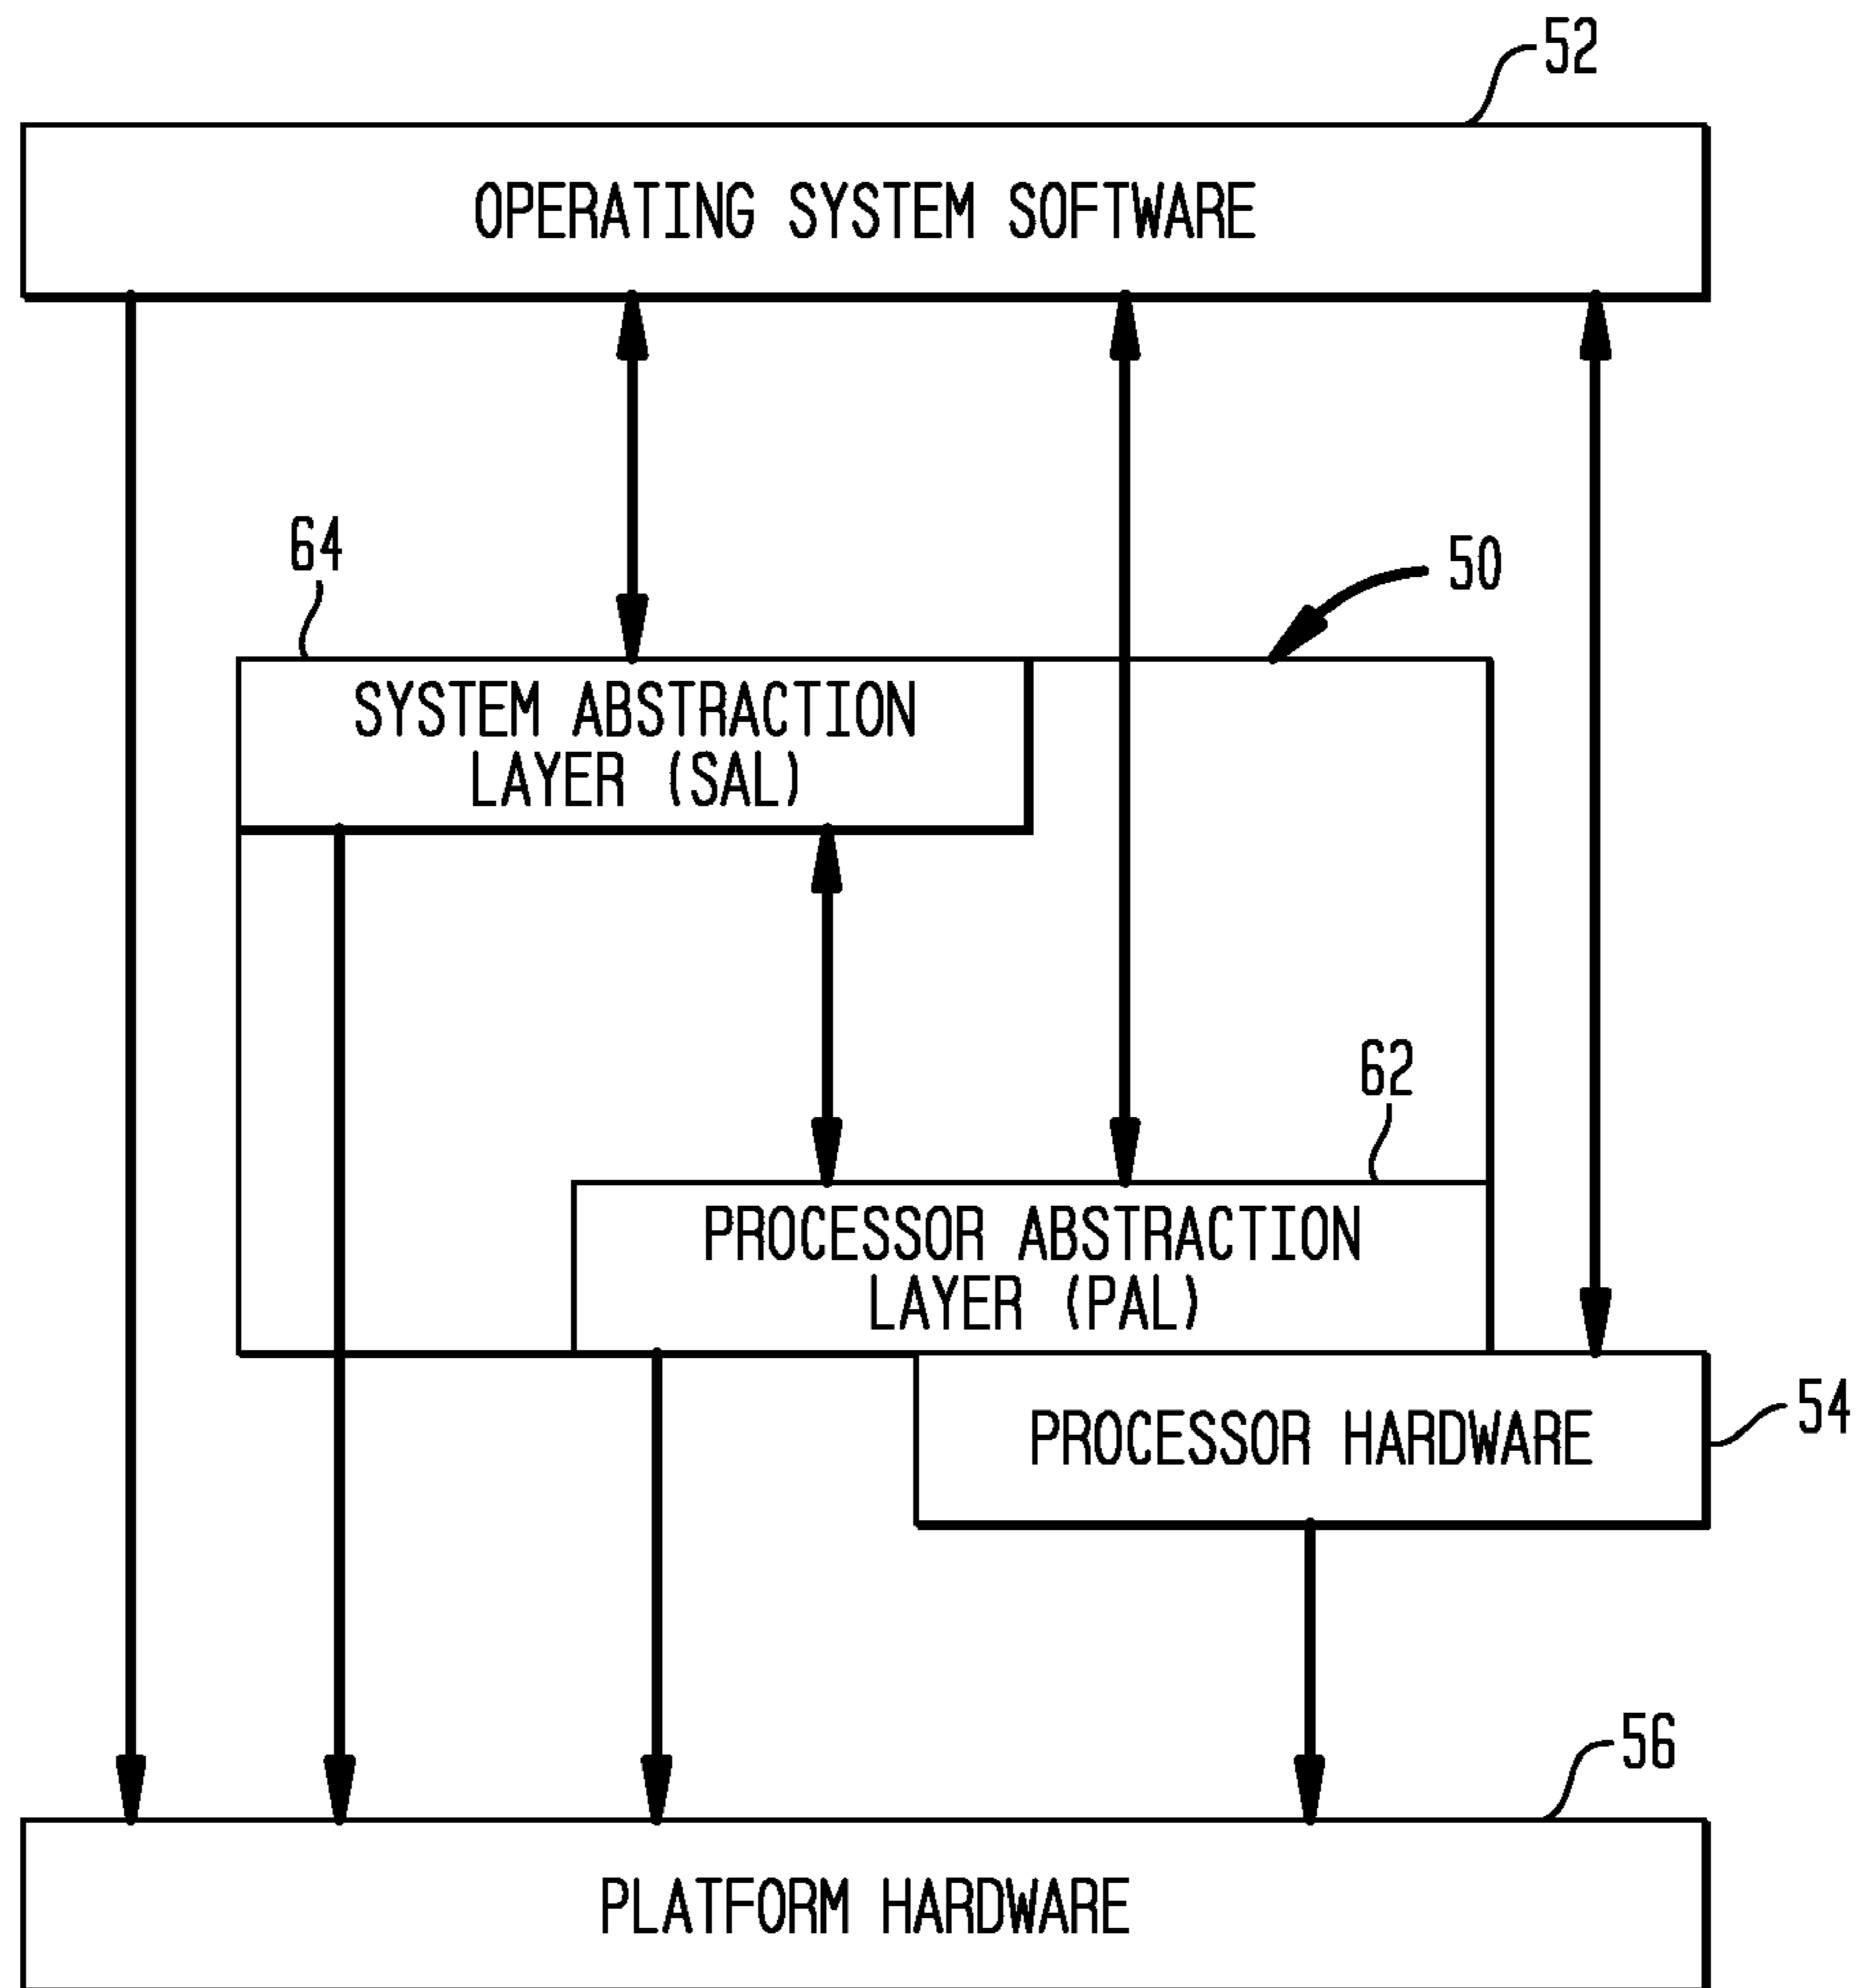 52
OPERATING SYSTEM SOFTWARE
64
50
SYSTEM ABSTRACTION
LAYER (SAL)
62
PROCESSOR ABSTRACTION
LAYER (PAL)
54
PROCESSOR HARDWARE
56
PLATFORM HARDWARE